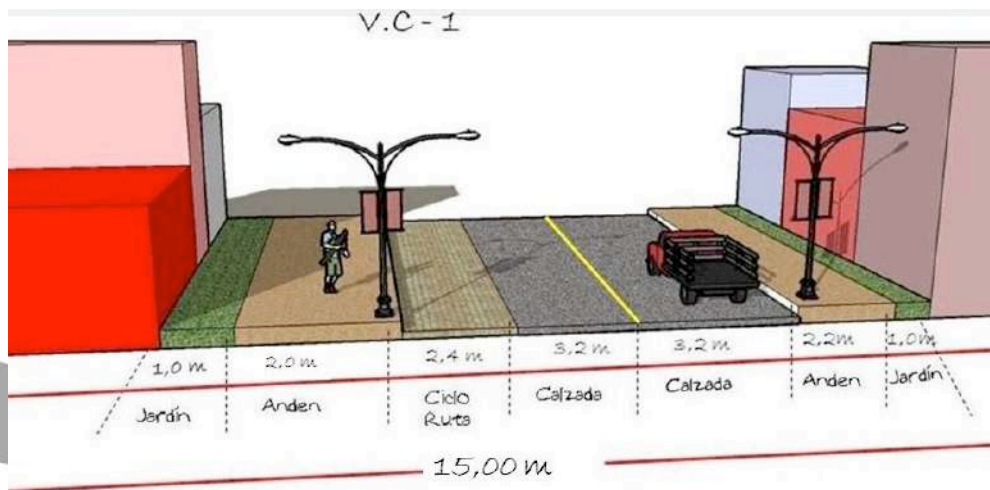 V.C-1
1,0 m 2,0 m 2,4 m 3,2 m 3,2 m 2,2m 1,0m
Jardín Anden Ciclo Ruta Calzada Calzada Anden Jardín
15,00 m